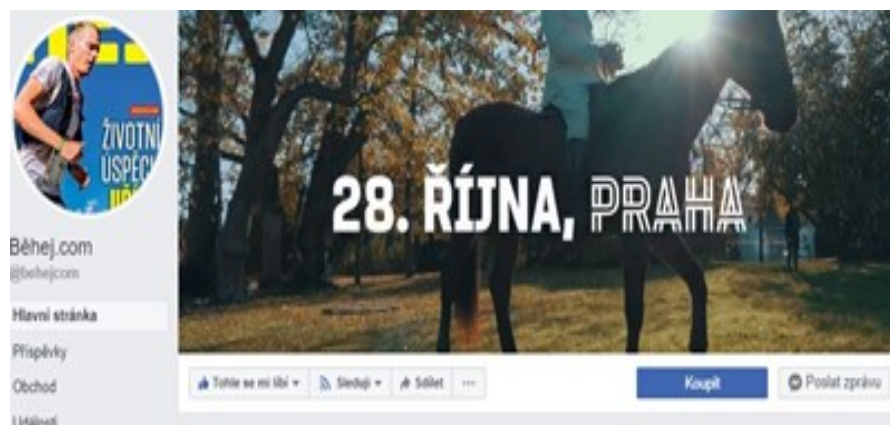 ŽIVOTNÍ
ÚSPĚCH
28. ŘÍJNA, PRAHA
Běhej.com
@behejcom
Hlavní stránka
Příspěvky
Obchod
Události
Tohle se mi líbí
Sleduji
Sdílet
...
Koupit
Poslat zprávu